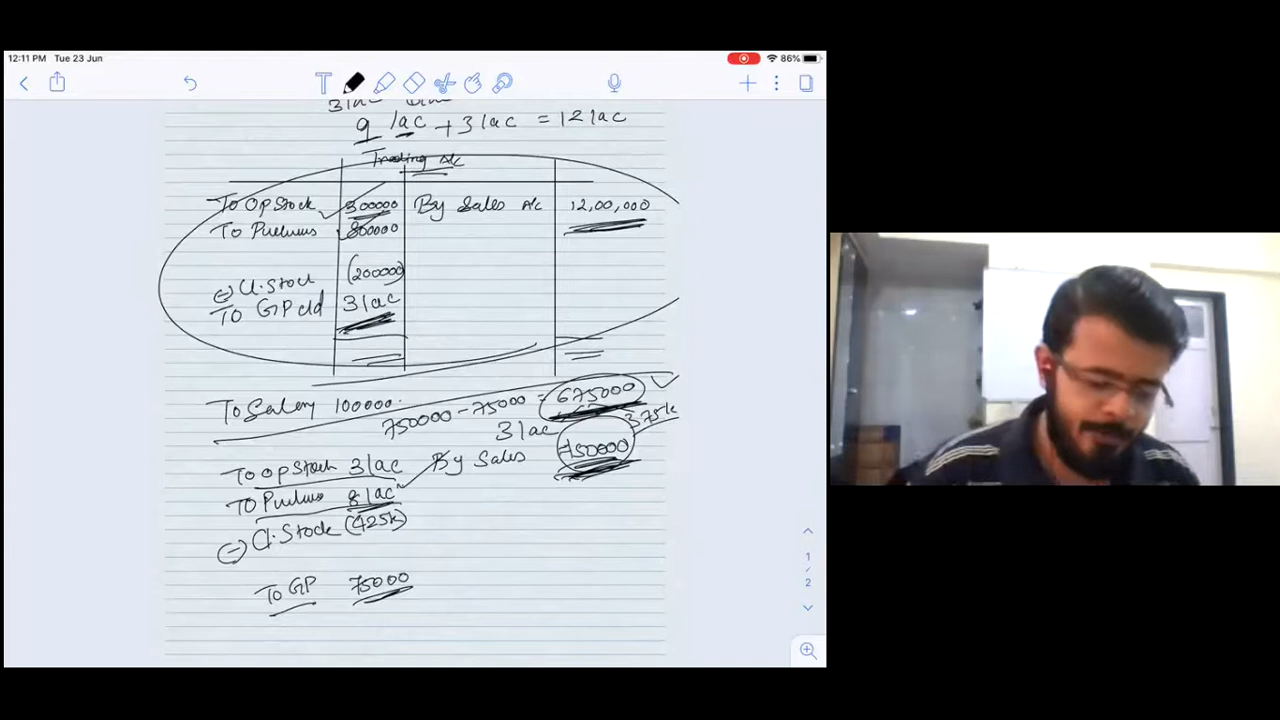 12:11 PM Tue 23 Jun 86%
T
9 lac + 3 lac = 12 lac
Trading A/c
To Op Stock 300000 By Sales A/c 12,00,000
To Purchases 800000
(-) Cl. Stock (200000)
To GP c/d 3 lac
To Salary 100000.
750000 - 75000 = 675000
3 lac 375k
450000
To Op Stock 3 lac By Sales
To Purchases 8 lac
(-) Cl. Stock (425k)
To GP 75000
1
/
2